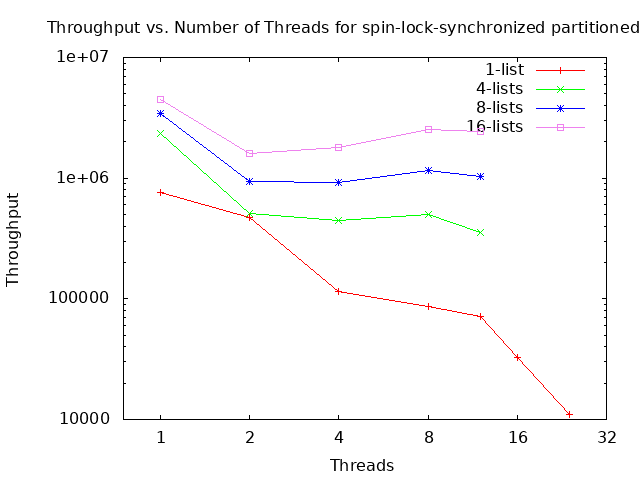 Throughput vs. Number of Threads for spin-lock-synchronized partitioned
1e+07
1e+06
100000
10000
Throughput
1-list
4-lists
8-lists
16-lists
1 2 4 8 16 32
Threads